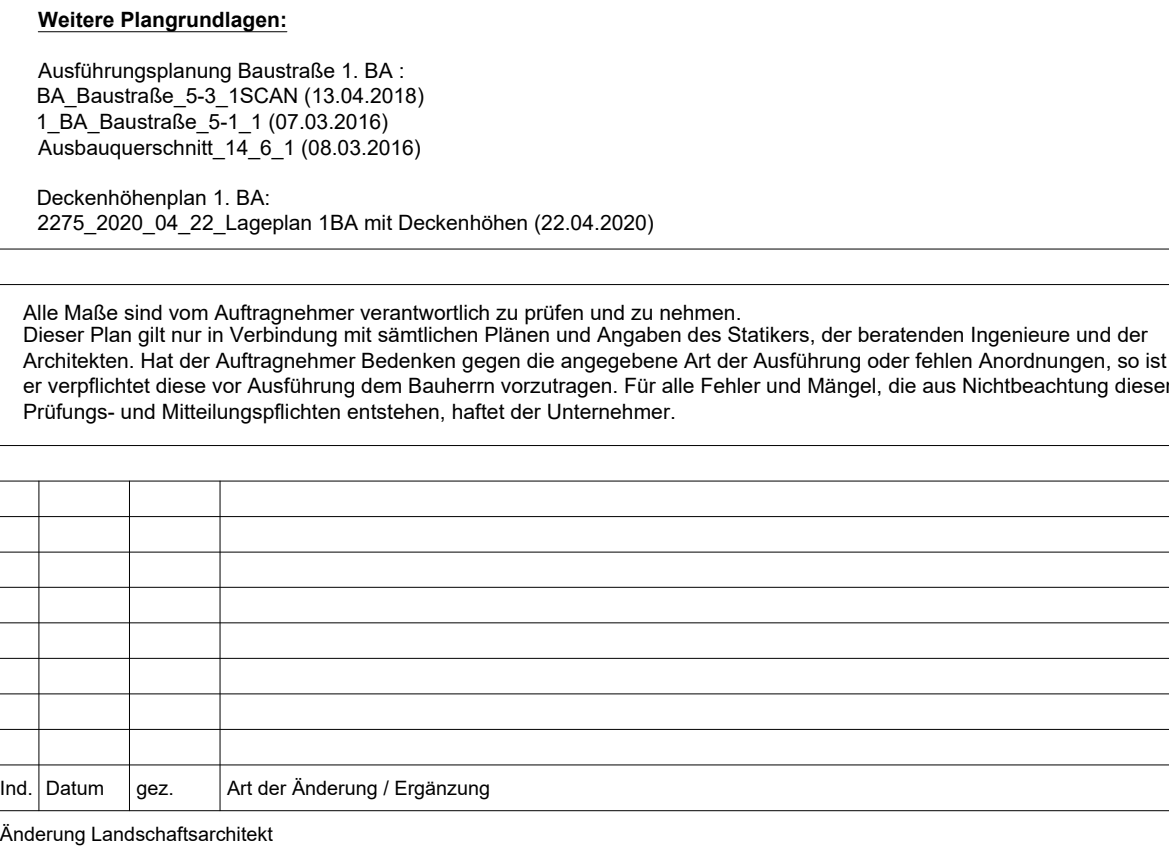 Weitere Plangrundlagen:
Ausführungsplanung Baustraße 1. BA :
BA_Baustraße_5-3_1SCAN (13.04.2018)
1_BA_Baustraße_5-1_1 (07.03.2016)
Ausbauquerschnitt_14_6_1 (08.03.2016)
Deckenhöhenplan 1. BA:
2275_2020_04_22_Lageplan 1BA mit Deckenhöhen (22.04.2020)
Alle Maße sind vom Auftragnehmer verantwortlich zu prüfen und zu nehmen.
Dieser Plan gilt nur in Verbindung mit sämtlichen Plänen und Angaben des Statikers, der beratenden Ingenieure und der
Architekten. Hat der Auftragnehmer Bedenken gegen die angegebene Art der Ausführung oder fehlen Anordnungen, so ist
er verpflichtet diese vor Ausführung dem Bauherrn vorzutragen. Für alle Fehler und Mängel, die aus Nichtbeachtung dieser
Prüfungs- und Mitteilungspflichten entstehen, haftet der Unternehmer.
Ind. Datum gez. Art der Änderung / Ergänzung
Änderung Landschaftsarchitekt